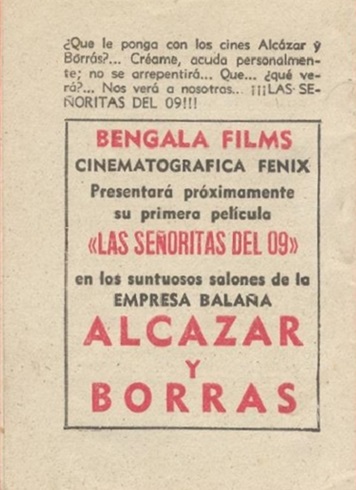 ¿Que le ponga con los cines Alcázar y
Borrás?... Créame, acuda personalmen-
te; no se arrepentirá... Que... ¿qué ve-
rá?... Nos verá a nosotras... ¡¡¡LAS SE-
ÑORITAS DEL 09!!!
BENGALA FILMS
CINEMATOGRAFICA FENIX
Presentará próximamente
su primera película
«LAS SEÑORITAS DEL 09»
en los suntuosos salones de la
EMPRESA BALAÑA
ALCAZAR
Y
BORRAS